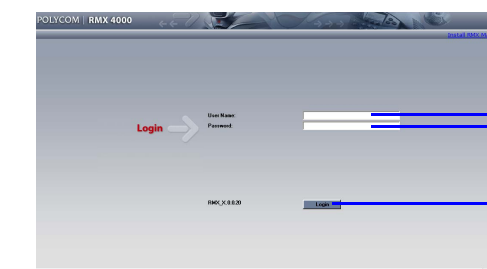 POLYCOM | RMX 4000
Install RMX M
User Name:
Login
Password:
RMX_X.0.0.20
Login